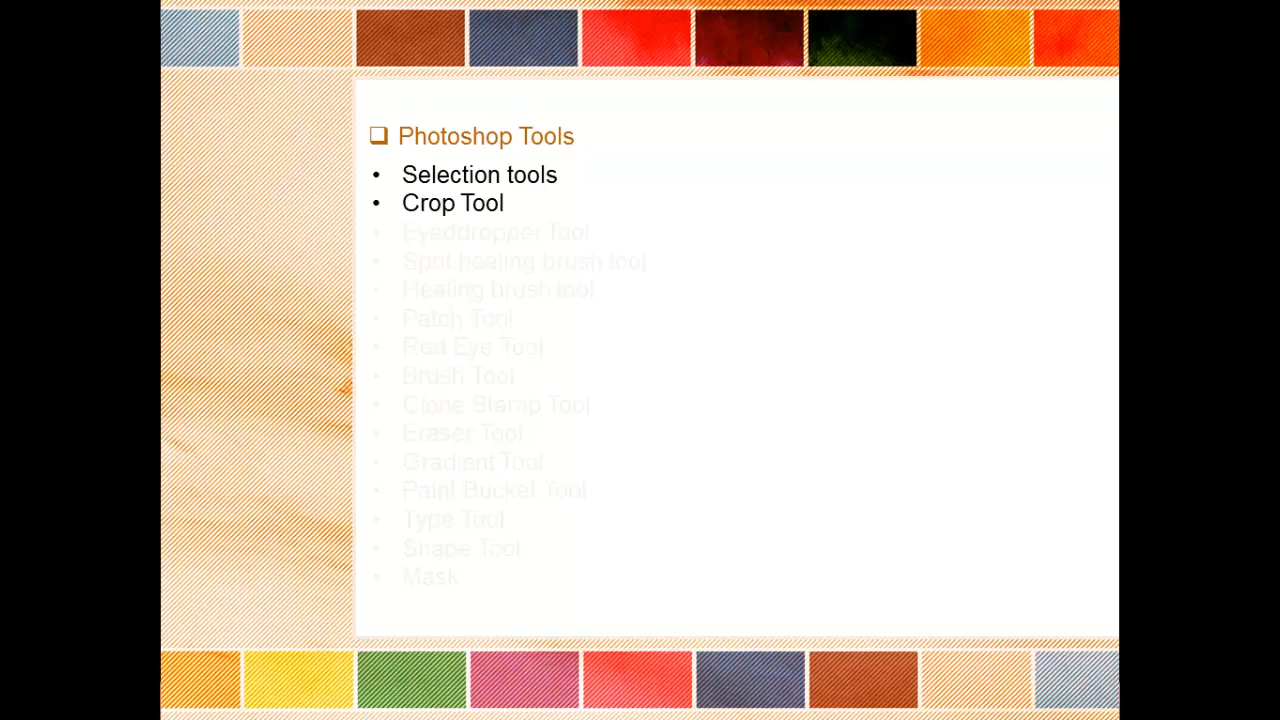 ❑ Photoshop Tools
• Selection tools
• Crop Tool
• Eyeddropper Tool
• Spot healing brush tool
• Healing brush tool
• Patch Tool
• Red Eye Tool
• Brush Tool
• Clone Stamp Tool
• Eraser Tool
• Gradient Tool
• Paint Bucket Tool
• Type Tool
• Shape Tool
• Mask